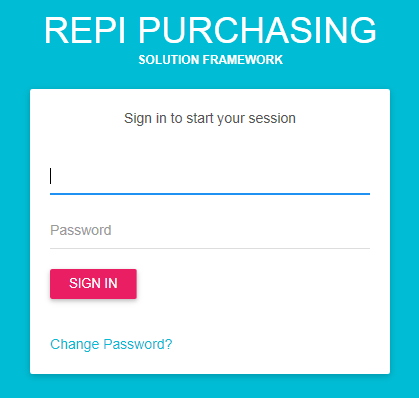 REPI PURCHASING
SOLUTION FRAMEWORK
Sign in to start your session
Password
SIGN IN
Change Password?